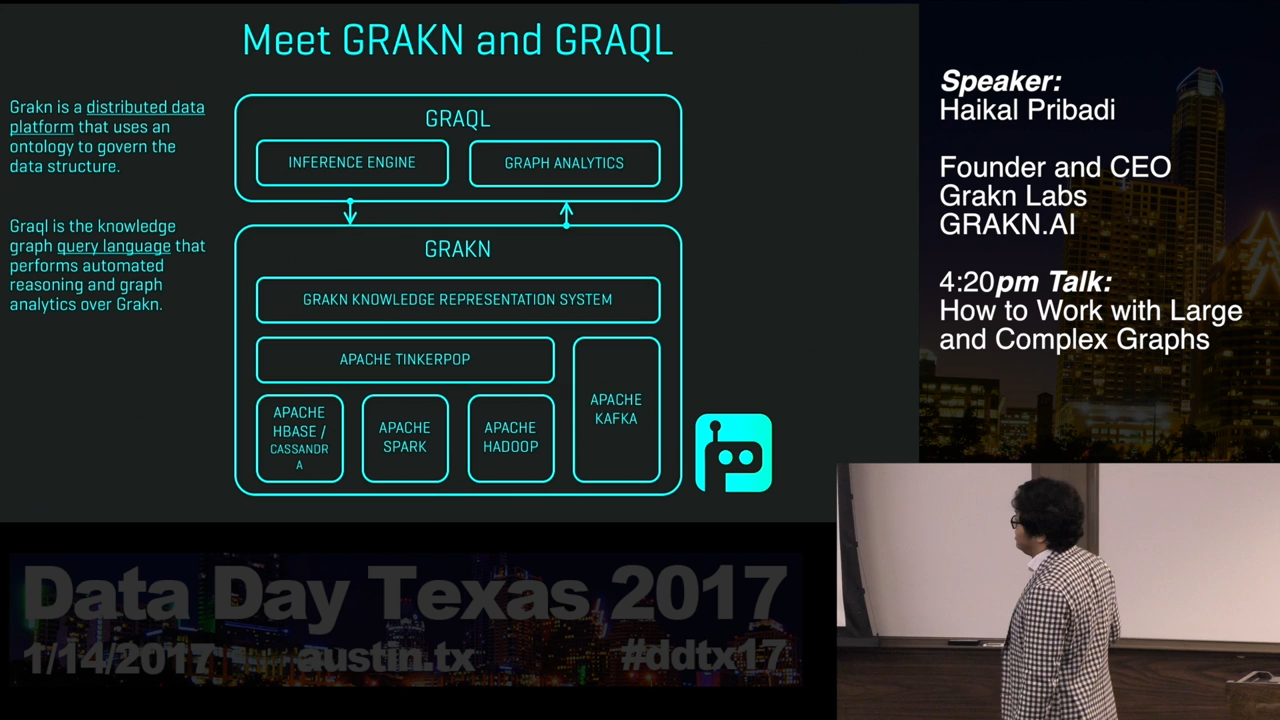 Meet GRAKN and GRAQL
Grakn is a distributed data
platform that uses an
ontology to govern the
data structure.
Graql is the knowledge
graph query language that
performs automated
reasoning and graph
analytics over Grakn.
GRAQL
INFERENCE ENGINE
GRAPH ANALYTICS
GRAKN
GRAKN KNOWLEDGE REPRESENTATION SYSTEM
APACHE TINKERPOP
APACHE
HBASE /
CASSANDR
A
APACHE
SPARK
APACHE
HADOOP
APACHE
KAFKA
Speaker:
Haikal Pribadi
Founder and CEO
Grakn Labs
GRAKN.AI
4:20pm Talk:
How to Work with Large
and Complex Graphs
Data Day Texas 2017
1/14/2017 austin.tx #ddtx17